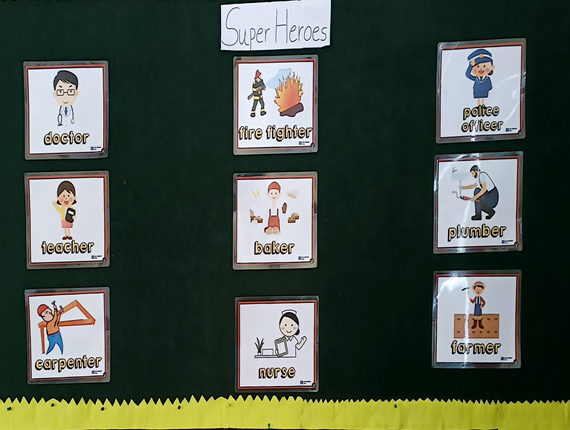 Super Heroes
doctor
fire fighter
police
officer
teacher
baker
plumber
carpenter
nurse
farmer